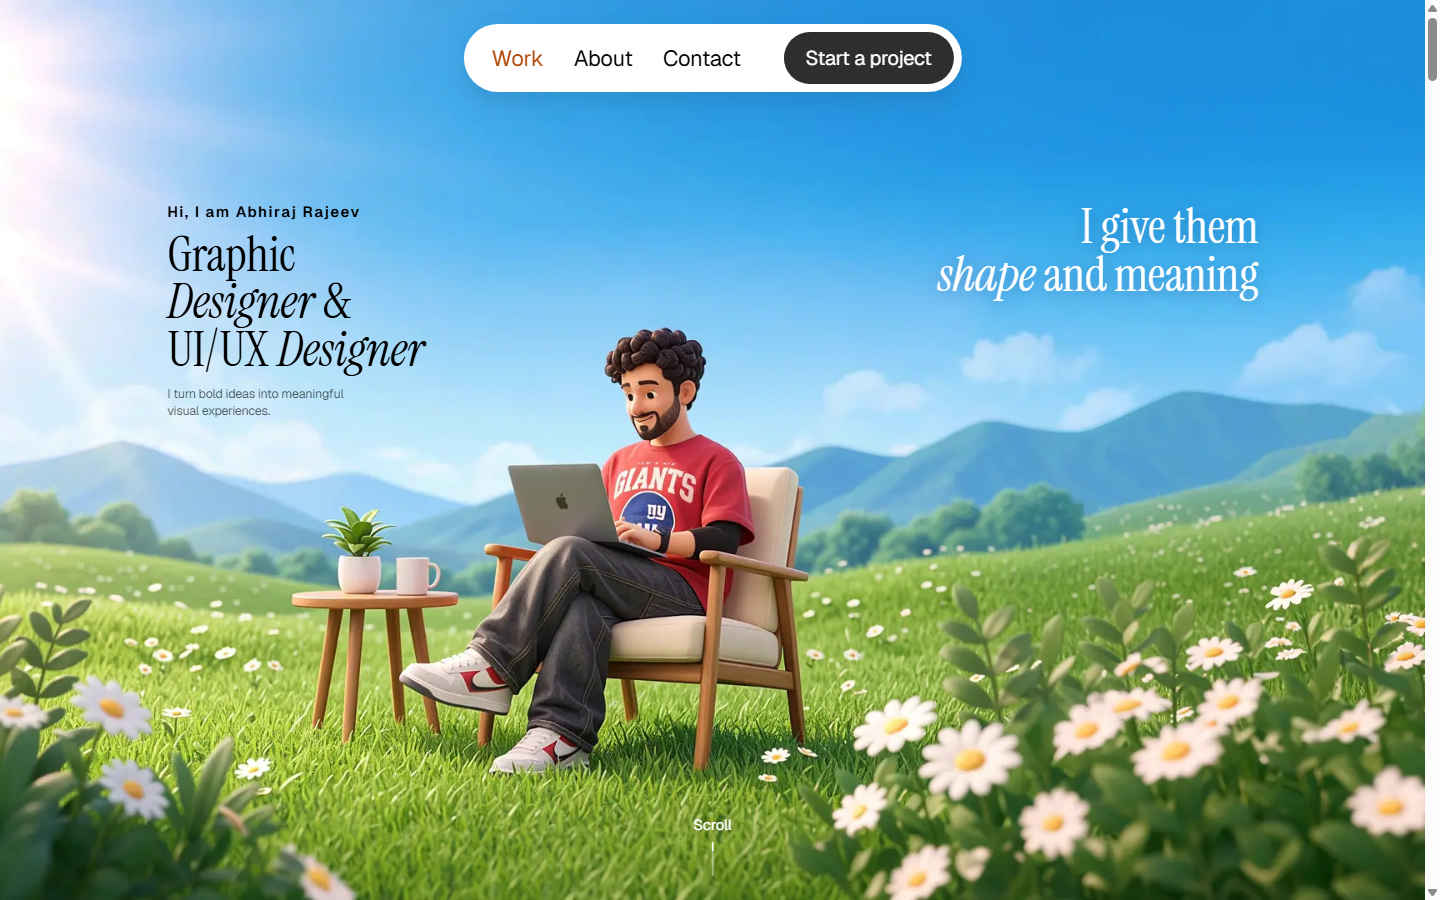 Work
About
Contact
Start a project
Hi, I am Abhiraj Rajeev
Graphic
Designer &
UI/UX Designer
I turn bold ideas into meaningful
visual experiences.
I give them
shape and meaning
GIANTS
ny
Scroll